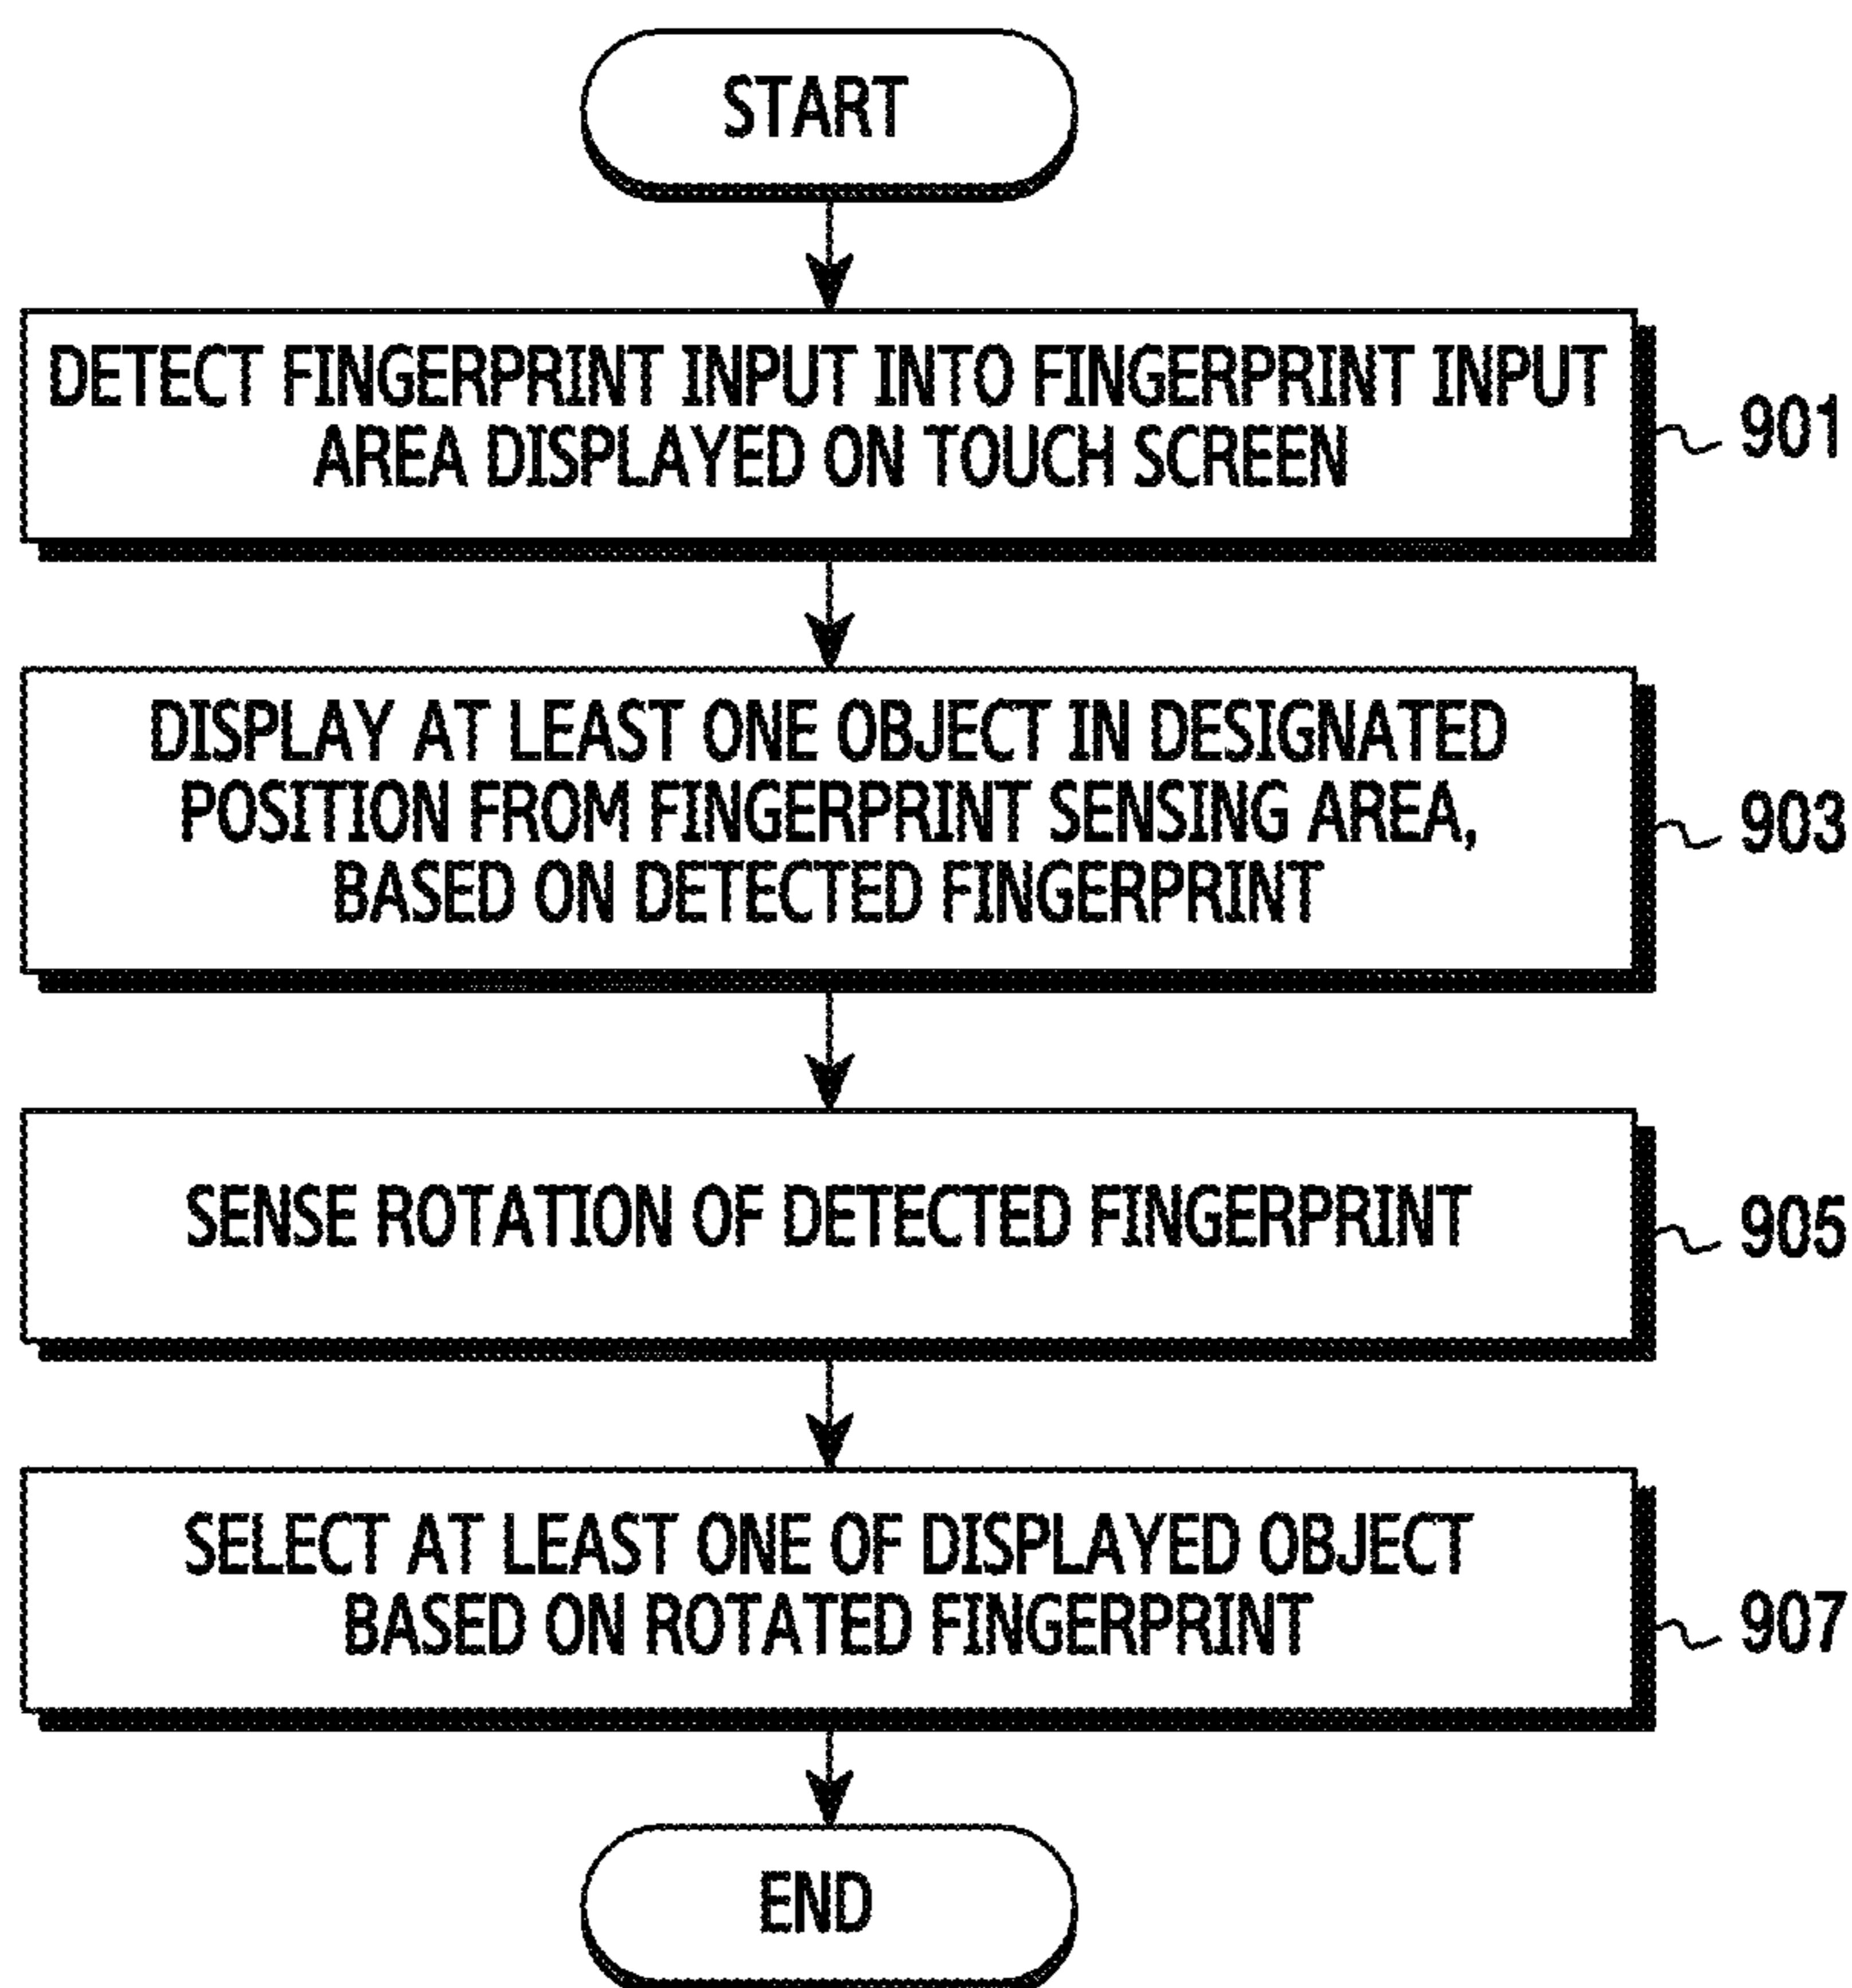 START
DETECT FINGERPRINT INPUT INTO FINGERPRINT INPUT
AREA DISPLAYED ON TOUCH SCREEN
901
DISPLAY AT LEAST ONE OBJECT IN DESIGNATED
POSITION FROM FINGERPRINT SENSING AREA,
BASED ON DETECTED FINGERPRINT
903
SENSE ROTATION OF DETECTED FINGERPRINT
905
SELECT AT LEAST ONE OF DISPLAYED OBJECT
BASED ON ROTATED FINGERPRINT
907
END